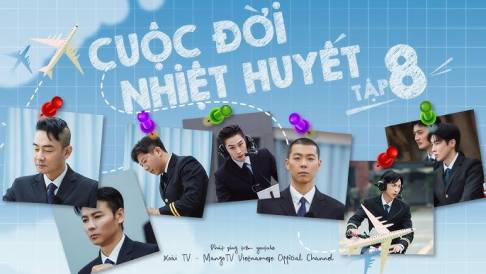 CUỘC ĐỜI
NHIỆT HUYẾT
TẬP 8
Phát sóng trên youtube
Xoài TV - MangoTV Vietnamese Official Channel